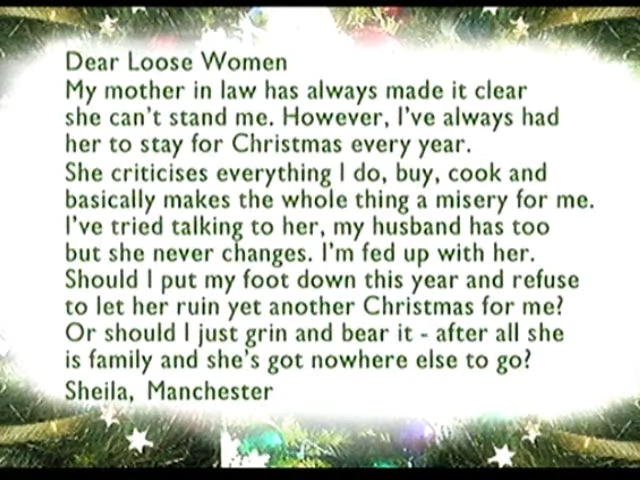 Dear Loose Women
My mother in law has always made it clear
she can't stand me. However, I've always had
her to stay for Christmas every year.
She criticises everything I do, buy, cook and
basically makes the whole thing a misery for me.
I've tried talking to her, my husband has too
but she never changes. I'm fed up with her.
Should I put my foot down this year and refuse
to let her ruin yet another Christmas for me?
Or should I just grin and bear it - after all she
is family and she's got nowhere else to go?
Sheila, Manchester